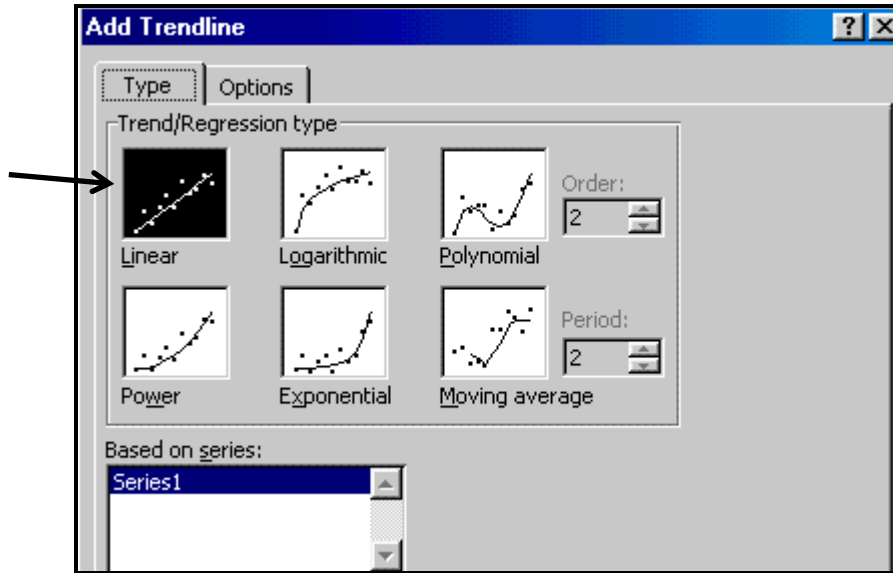 Add Trendline ? ×
Type Options
Trend/Regression type
Order:
2
Linear Logarithmic Polynomial
Period:
2
Power Exponential Moving average
Based on series:
Series1